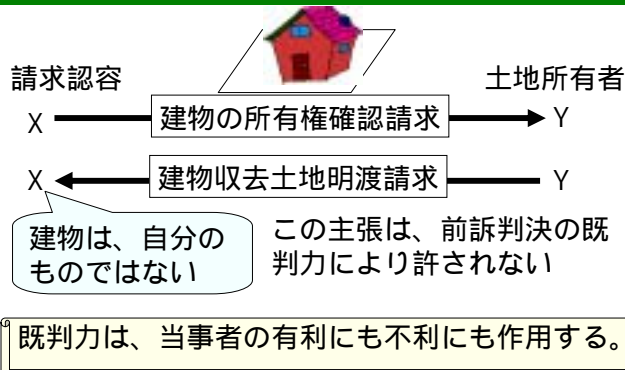 請求認容
土地所有者
X 建物の所有権確認請求 Y
X 建物収去土地明渡請求 Y
建物は、自分の
ものではない
この主張は、前訴判決の既
判力により許されない
既判力は、当事者の有利にも不利にも作用する。